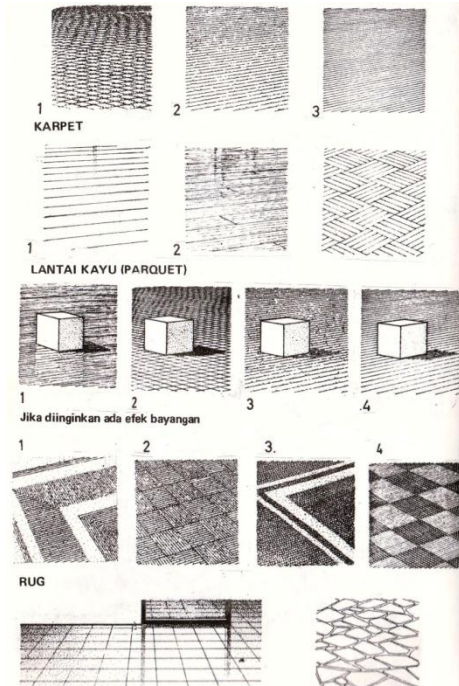 1 2 3
KARPET
1 2
LANTAI KAYU (PARQUET)
1 2 3 .4
Jika diinginkan ada efek bayangan
1 2 3. 4
RUG